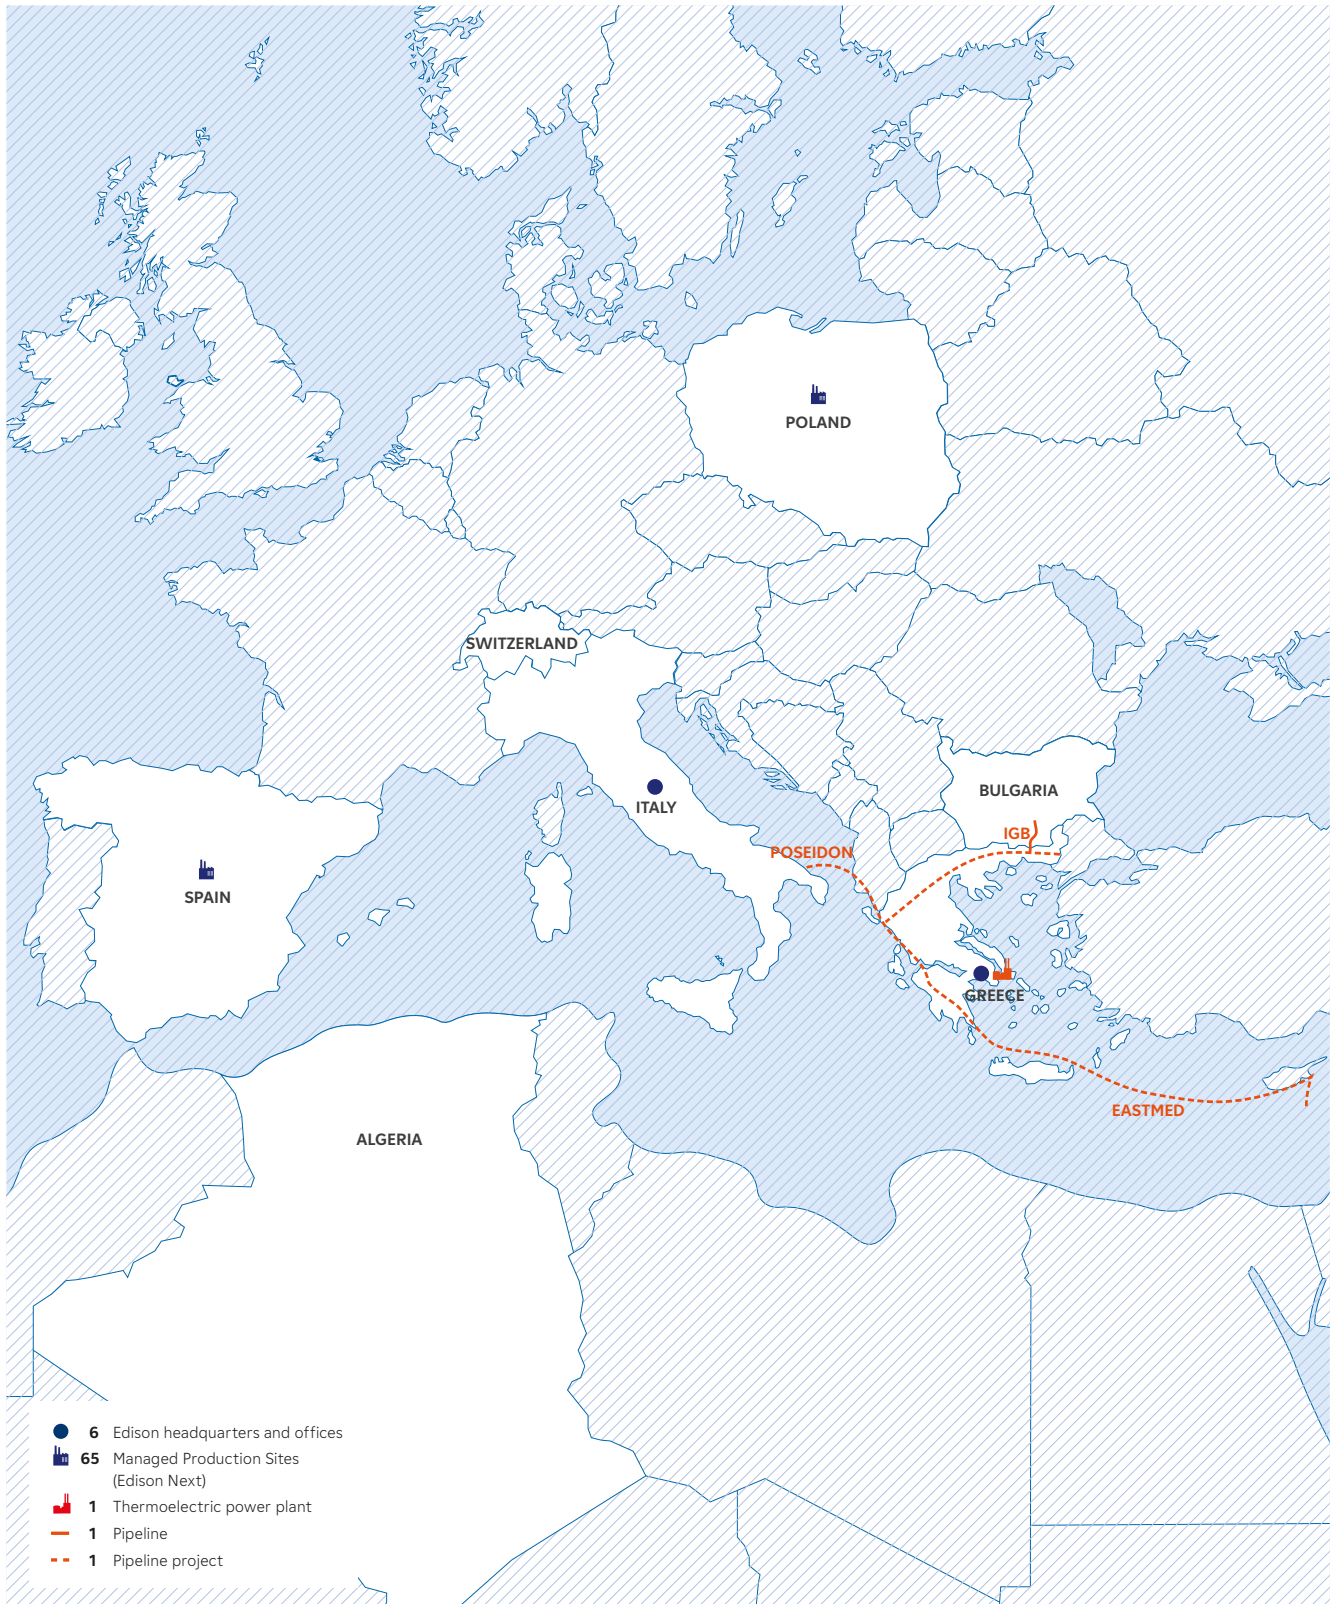 POLAND
SWITZERLAND
BULGARIA
ITALY
IGB
POSEIDON
SPAIN
GREECE
EASTMED
ALGERIA
6 Edison headquarters and offices
65 Managed Production Sites
(Edison Next)
1 Thermoelectric power plant
1 Pipeline
1 Pipeline project